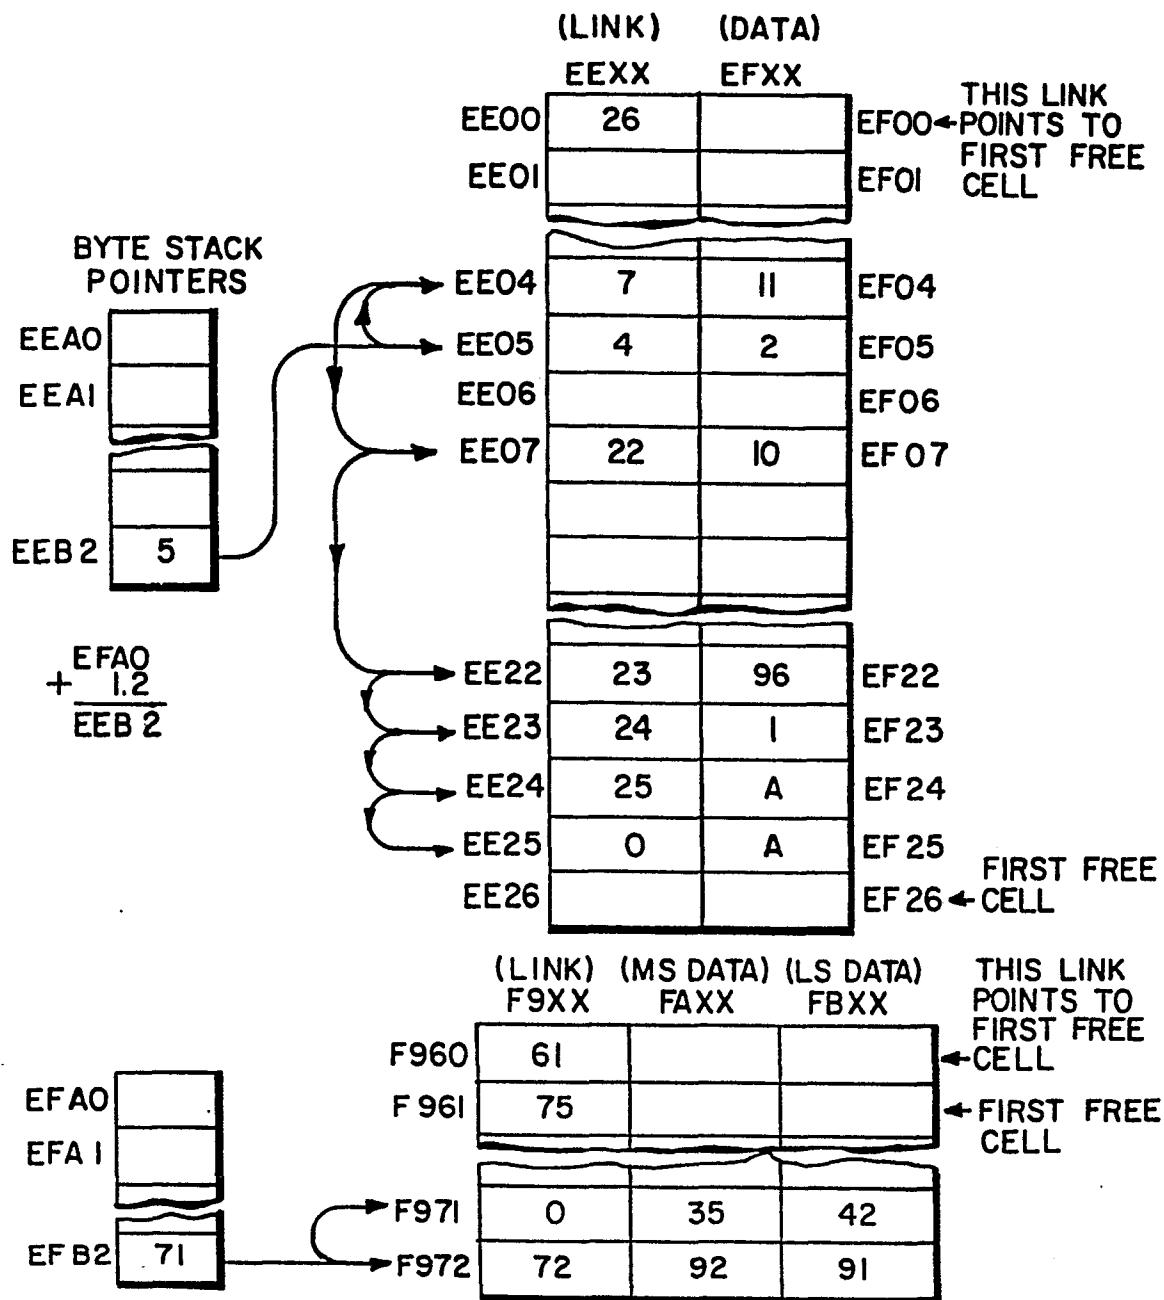 (LINK) (DATA)
EEXX EFXX
EE00 26 EF00 THIS LINK
POINTS TO
FIRST FREE
CELL
EE01 EF01
BYTE STACK
POINTERS
EEA0
EEA1
EEB2 5
EE04 7 11 EF04
EE05 4 2 EF05
EE06 EF06
EE07 22 10 EF07
EFA0
+ 1.2
EEB2
EE22 23 96 EF22
EE23 24 1 EF23
EE24 25 A EF24
EE25 0 A EF25
EE26 EF26 FIRST FREE
CELL
(LINK) (MS DATA) (LS DATA)
F9XX FAXX FBXX
THIS LINK
POINTS TO
FIRST FREE
CELL
F960 61
F961 75 FIRST FREE
CELL
EFA0
EFA1
EFB2 71
F971 0 35 42
F972 72 92 91